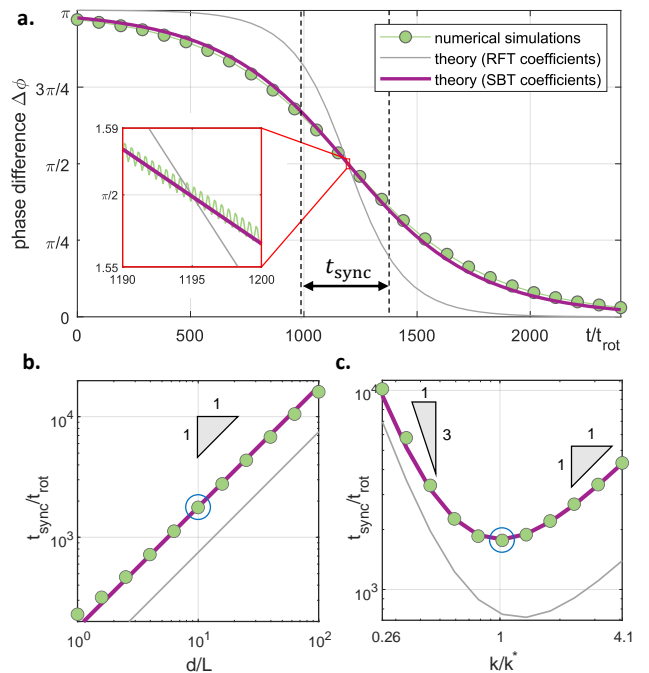 a.
phase difference Δϕ
π
3π/4
π/2
π/4
0
numerical simulations
theory (RFT coefficients)
theory (SBT coefficients)
1.59
π/2
1.55
1190
1195
1200
t_sync
0
500
1000
1500
2000
t/t_rot
b.
t_sync/t_rot
10^4
10^3
1
1
10^0
10^1
10^2
d/L
c.
t_sync/t_rot
10^4
10^3
1
3
1
1
0.26
1
4.1
k/k^*